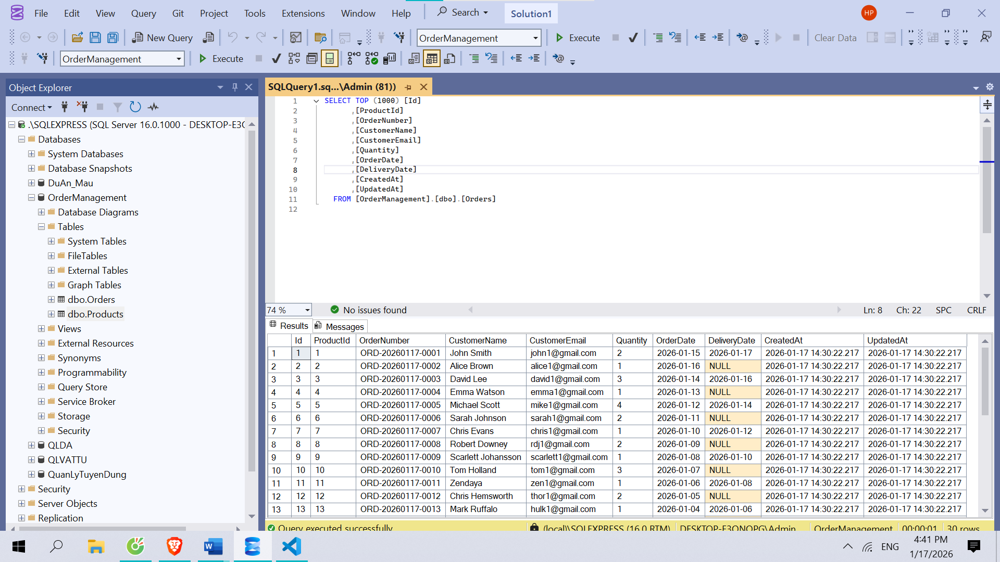 File Edit View Query Git Project Tools Extensions Window Help Search Solution1 HP
New Query OrderManagement Execute Clear Data
OrderManagement Execute
Object Explorer
Connect
.\SQLEXPRESS (SQL Server 16.0.1000 - DESKTOP-E3O
Databases
System Databases
Database Snapshots
DuAn_Mau
OrderManagement
Database Diagrams
Tables
System Tables
FileTables
External Tables
Graph Tables
dbo.Orders
dbo.Products
Views
External Resources
Synonyms
Programmability
Query Store
Service Broker
Storage
Security
QLDA
QLVATTU
QuanLyTuyenDung
Security
Server Objects
Replication
SQLQuery1.sq...\Admin (81))
1 SELECT TOP (1000) [Id]
2 ,[ProductId]
3 ,[OrderNumber]
4 ,[CustomerName]
5 ,[CustomerEmail]
6 ,[Quantity]
7 ,[OrderDate]
8 ,[DeliveryDate]
9 ,[CreatedAt]
10 ,[UpdatedAt]
11 FROM [OrderManagement].[dbo].[Orders]
12
74 % No issues found Ln: 8 Ch: 22 SPC CRLF
Results Messages
Id ProductId OrderNumber CustomerName CustomerEmail Quantity OrderDate DeliveryDate CreatedAt UpdatedAt
1 1 1 ORD-20260117-0001 John Smith john1@gmail.com 2 2026-01-15 2026-01-17 2026-01-17 14:30:22.217 2026-01-17 14:30:22.217
2 2 2 ORD-20260117-0002 Alice Brown alice1@gmail.com 1 2026-01-16 NULL 2026-01-17 14:30:22.217 2026-01-17 14:30:22.217
3 3 3 ORD-20260117-0003 David Lee david1@gmail.com 3 2026-01-14 2026-01-16 2026-01-17 14:30:22.217 2026-01-17 14:30:22.217
4 4 4 ORD-20260117-0004 Emma Watson emma1@gmail.com 1 2026-01-13 NULL 2026-01-17 14:30:22.217 2026-01-17 14:30:22.217
5 5 5 ORD-20260117-0005 Michael Scott mike1@gmail.com 4 2026-01-12 2026-01-14 2026-01-17 14:30:22.217 2026-01-17 14:30:22.217
6 6 6 ORD-20260117-0006 Sarah Johnson sarah1@gmail.com 2 2026-01-11 NULL 2026-01-17 14:30:22.217 2026-01-17 14:30:22.217
7 7 7 ORD-20260117-0007 Chris Evans chris1@gmail.com 1 2026-01-10 2026-01-12 2026-01-17 14:30:22.217 2026-01-17 14:30:22.217
8 8 8 ORD-20260117-0008 Robert Downey rdj1@gmail.com 2 2026-01-09 NULL 2026-01-17 14:30:22.217 2026-01-17 14:30:22.217
9 9 9 ORD-20260117-0009 Scarlett Johansson scarlett1@gmail.com 1 2026-01-08 2026-01-10 2026-01-17 14:30:22.217 2026-01-17 14:30:22.217
10 10 10 ORD-20260117-0010 Tom Holland tom1@gmail.com 3 2026-01-07 NULL 2026-01-17 14:30:22.217 2026-01-17 14:30:22.217
11 11 11 ORD-20260117-0011 Zendaya zen1@gmail.com 1 2026-01-06 2026-01-08 2026-01-17 14:30:22.217 2026-01-17 14:30:22.217
12 12 12 ORD-20260117-0012 Chris Hemsworth thor1@gmail.com 2 2026-01-05 NULL 2026-01-17 14:30:22.217 2026-01-17 14:30:22.217
13 13 13 ORD-20260117-0013 Mark Ruffalo hulk1@gmail.com 1 2026-01-04 2026-01-06 2026-01-17 14:30:22.217 2026-01-17 14:30:22.217
Query executed successfully (local)\SQLEXPRESS (16.0 RTM) OrderManagement 00:00:01 30 rows
ENG 4:41 PM
1/17/2026